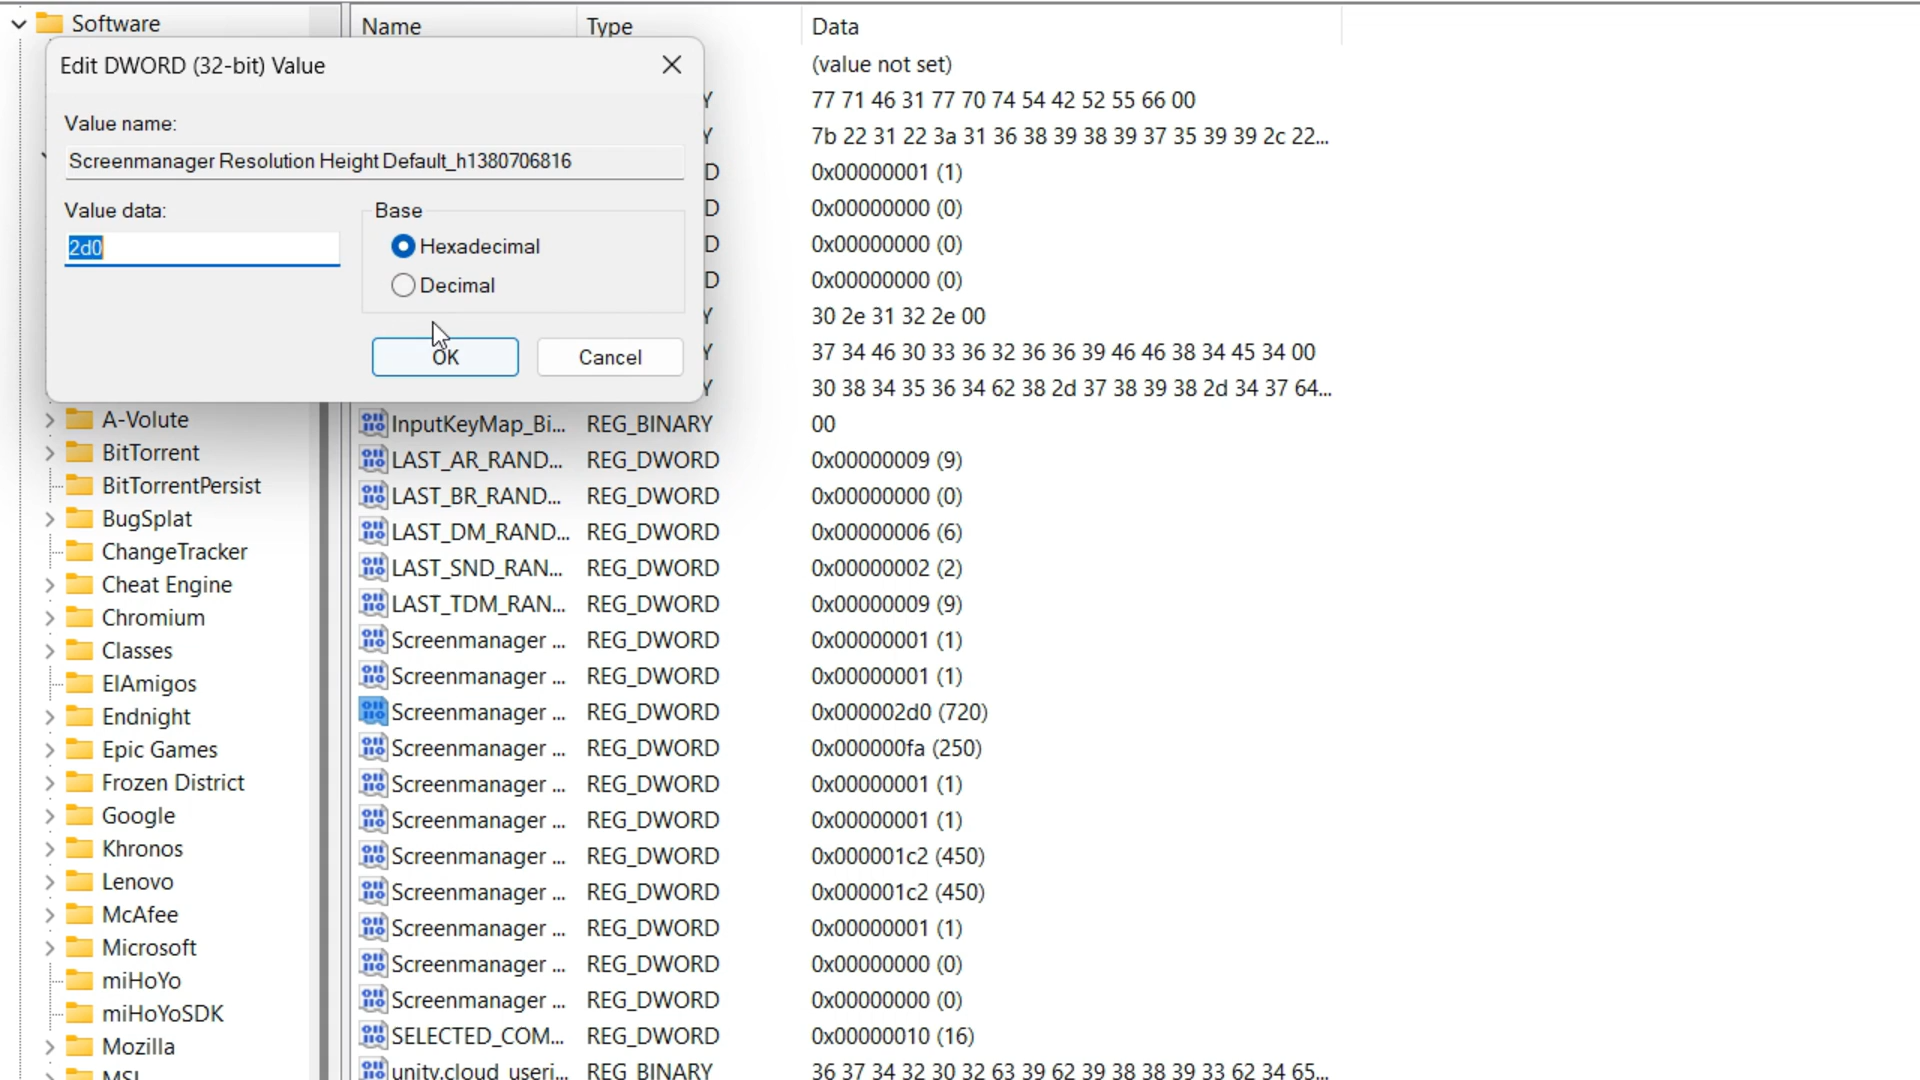 Software
Name Type Data
Edit DWORD (32-bit) Value
Value name:
Screenmanager Resolution Height Default_h1380706816
Value data:
2d0
Base
Hexadecimal
Decimal
OK Cancel
(value not set)
Y 77 71 46 31 77 70 74 54 42 52 55 66 00
Y 7b 22 31 22 3a 31 36 38 39 38 39 37 35 39 39 2c 22...
D 0x00000001 (1)
D 0x00000000 (0)
D 0x00000000 (0)
D 0x00000000 (0)
Y 30 2e 31 32 2e 00
Y 37 34 46 30 33 36 32 36 36 39 46 46 38 34 45 34 00
Y 30 38 34 35 36 34 62 38 2d 37 38 39 38 2d 34 37 64...
A-Volute
BitTorrent
BitTorrentPersist
BugSplat
ChangeTracker
Cheat Engine
Chromium
Classes
ElAmigos
Endnight
Epic Games
Frozen District
Google
Khronos
Lenovo
McAfee
Microsoft
miHoYo
miHoYoSDK
Mozilla
MSI
InputKeyMap_Bi... REG_BINARY 00
LAST_AR_RAND... REG_DWORD 0x00000009 (9)
LAST_BR_RAND... REG_DWORD 0x00000000 (0)
LAST_DM_RAND... REG_DWORD 0x00000006 (6)
LAST_SND_RAN... REG_DWORD 0x00000002 (2)
LAST_TDM_RAN... REG_DWORD 0x00000009 (9)
Screenmanager ... REG_DWORD 0x00000001 (1)
Screenmanager ... REG_DWORD 0x00000001 (1)
Screenmanager ... REG_DWORD 0x000002d0 (720)
Screenmanager ... REG_DWORD 0x000000fa (250)
Screenmanager ... REG_DWORD 0x00000001 (1)
Screenmanager ... REG_DWORD 0x00000001 (1)
Screenmanager ... REG_DWORD 0x000001c2 (450)
Screenmanager ... REG_DWORD 0x000001c2 (450)
Screenmanager ... REG_DWORD 0x00000001 (1)
Screenmanager ... REG_DWORD 0x00000000 (0)
Screenmanager ... REG_DWORD 0x00000000 (0)
SELECTED_COM... REG_DWORD 0x00000010 (16)
unity.cloud_useri... REG_BINARY 36 37 34 32 30 32 63 39 62 39 38 38 39 33 62 34 65...